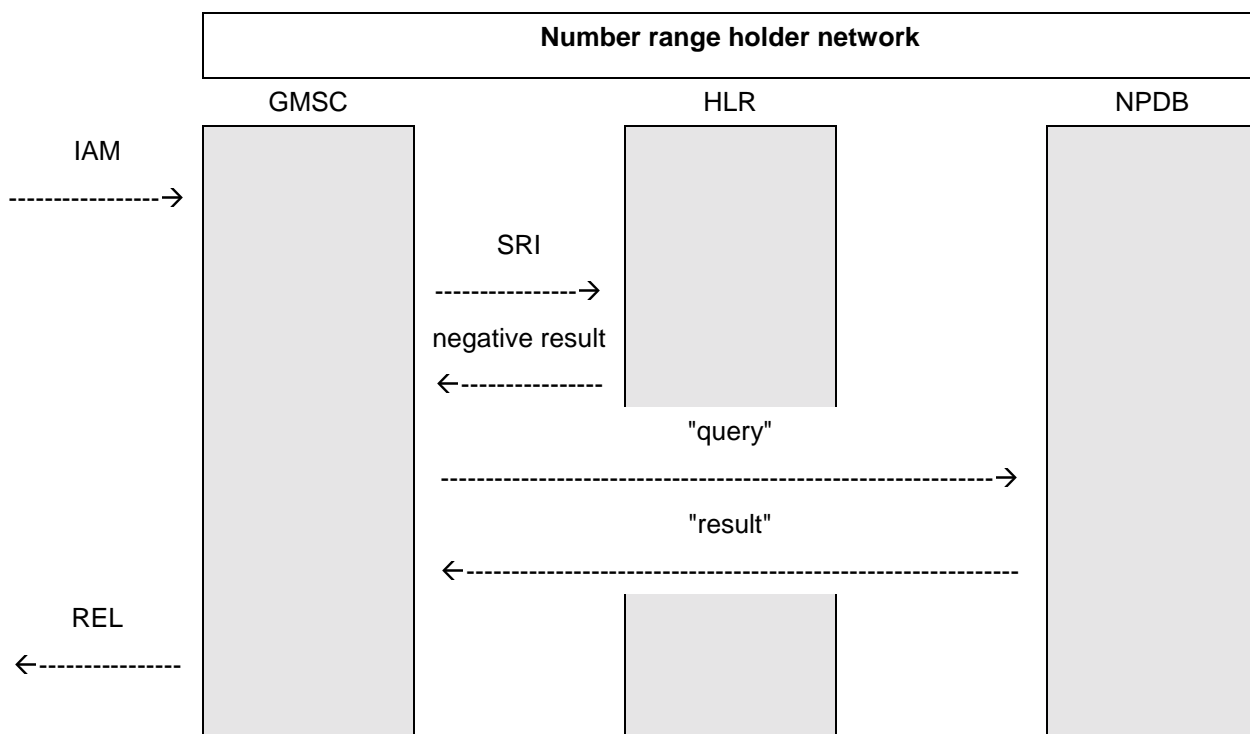 Number range holder network
GMSC HLR NPDB
IAM
SRI
negative result
"query"
"result"
REL